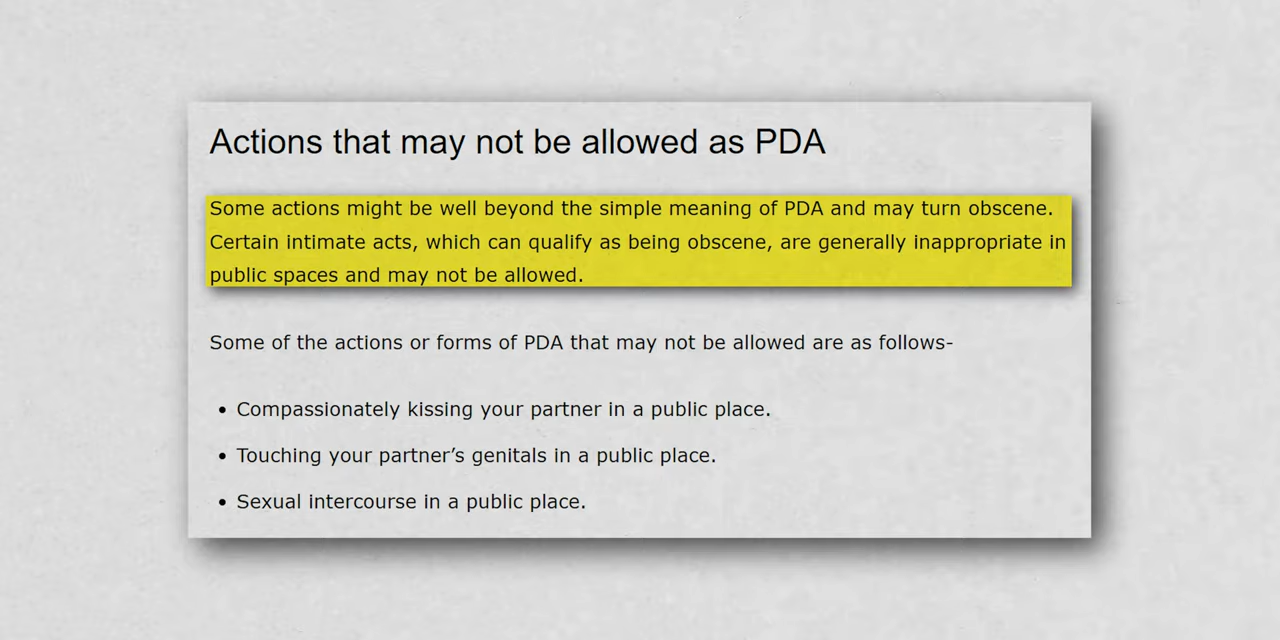 Actions that may not be allowed as PDA
Some actions might be well beyond the simple meaning of PDA and may turn obscene.
Certain intimate acts, which can qualify as being obscene, are generally inappropriate in
public spaces and may not be allowed.
Some of the actions or forms of PDA that may not be allowed are as follows-
• Compassionately kissing your partner in a public place.
• Touching your partner’s genitals in a public place.
• Sexual intercourse in a public place.